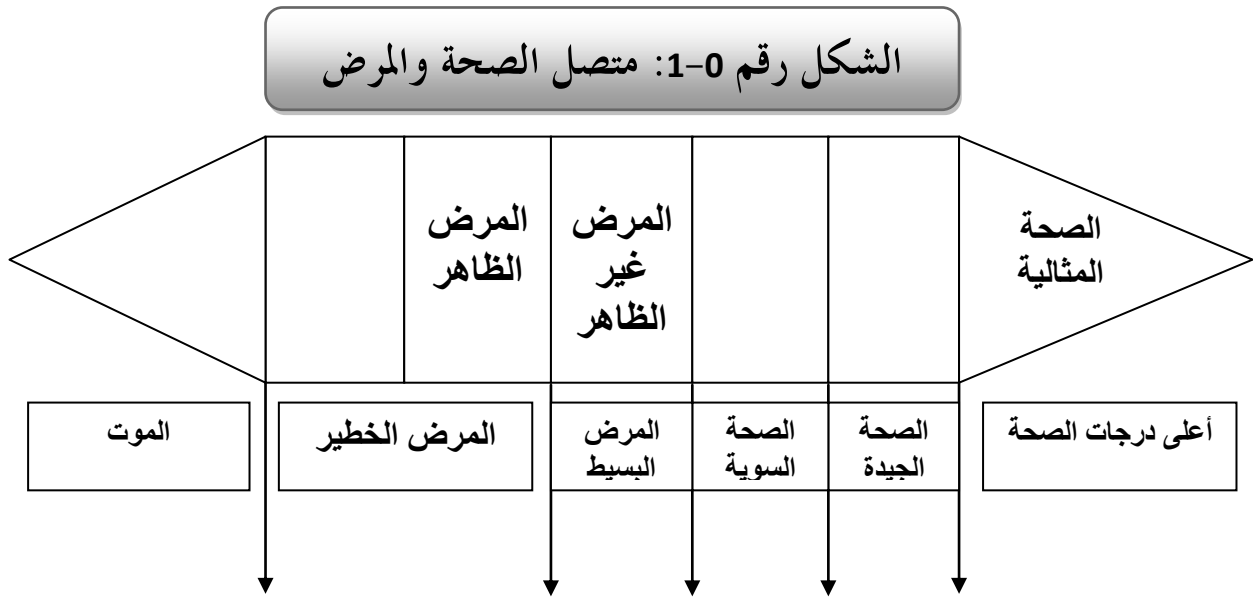 الشكل رقم 0-1: متصل الصحة والمرض
الصحة
المثالية
المرض
غير
الظاهر
المرض
الظاهر
أعلى درجات الصحة
الصحة
الجيدة
الصحة
السوية
المرض
البسيط
المرض الخطير
الموت